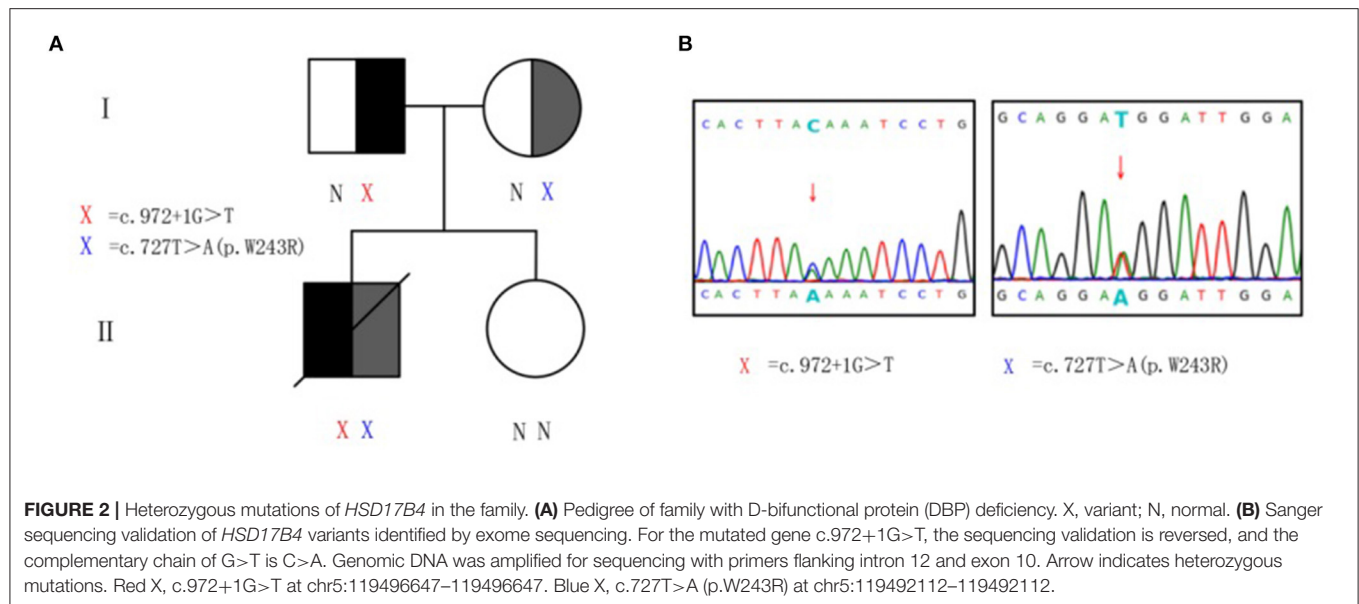 A
B
I
CACTTACAAATCCTG
GCAGGATGGATTGGA
N X
N X
X =c.972+1G>T
X =c.727T>A(p.W243R)
CACTTAAAAATCCTG
GCAGGAAGGATTGGA
II
X =c.972+1G>T
X =c.727T>A(p.W243R)
X X
N N
FIGURE 2 | Heterozygous mutations of HSD17B4 in the family. (A) Pedigree of family with D-bifunctional protein (DBP) deficiency. X, variant; N, normal. (B) Sanger
sequencing validation of HSD17B4 variants identified by exome sequencing. For the mutated gene c.972+1G>T, the sequencing validation is reversed, and the
complementary chain of G>T is C>A. Genomic DNA was amplified for sequencing with primers flanking intron 12 and exon 10. Arrow indicates heterozygous
mutations. Red X, c.972+1G>T at chr5:119496647–119496647. Blue X, c.727T>A (p.W243R) at chr5:119492112–119492112.